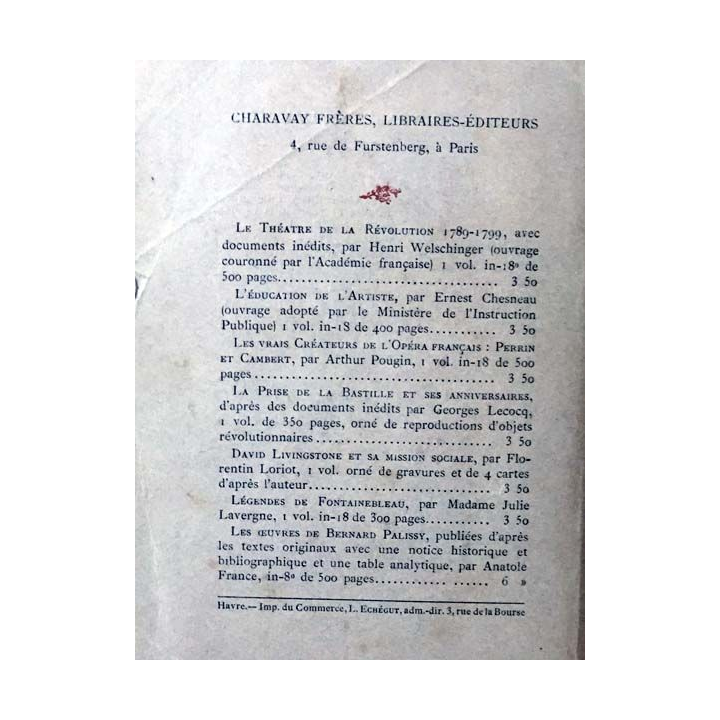 CHARAVAY FRÈRES, LIBRAIRES-ÉDITEURS
4, rue de Furstenberg, à Paris
LE THÉATRE DE LA RÉVOLUTION 1789-1799, avec
documents inédits, par Henri Welschinger (ouvrage
couronné par l'Académie française) 1 vol. in-18º de
500 pages................................... 3 50
L'ÉDUCATION DE L'ARTISTE, par Ernest Chesneau
(ouvrage adopté par le Ministère de l'Instruction
Publique) 1 vol. in-18 de 400 pages........... 3 50
LES VRAIS CRÉATEURS DE L'OPÉRA FRANÇAIS : PERRIN
ET CAMBERT, par Arthur Pougin, 1 vol. in-18 de 500
pages...................................... 3 50
LA PRISE DE LA BASTILLE ET SES ANNIVERSAIRES,
d'après des documents inédits par Georges Lecocq,
1 vol. de 350 pages, orné de reproductions d'objets
révolutionnaires............................ 3 50
DAVID LIVINGSTONE ET SA MISSION SOCIALE, par Flo-
rentin Loriot, 1 vol. orné de gravures et de 4 cartes
d'après l'auteur............................. 3 50
LÉGENDES DE FONTAINEBLEAU, par Madame Julie
Lavergne, 1 vol. in-18 de 300 pages.......... 3 50
LES ŒUVRES DE BERNARD PALISSY, publiées d'après
les textes originaux avec une notice historique et
bibliographique et une table analytique, par Anatole
France, in-8º de 500 pages............ ...... 6 »
Havre.— Imp. du Commerce, L. ECHÉGUT, adm.-dir. 3, rue de la Bourse